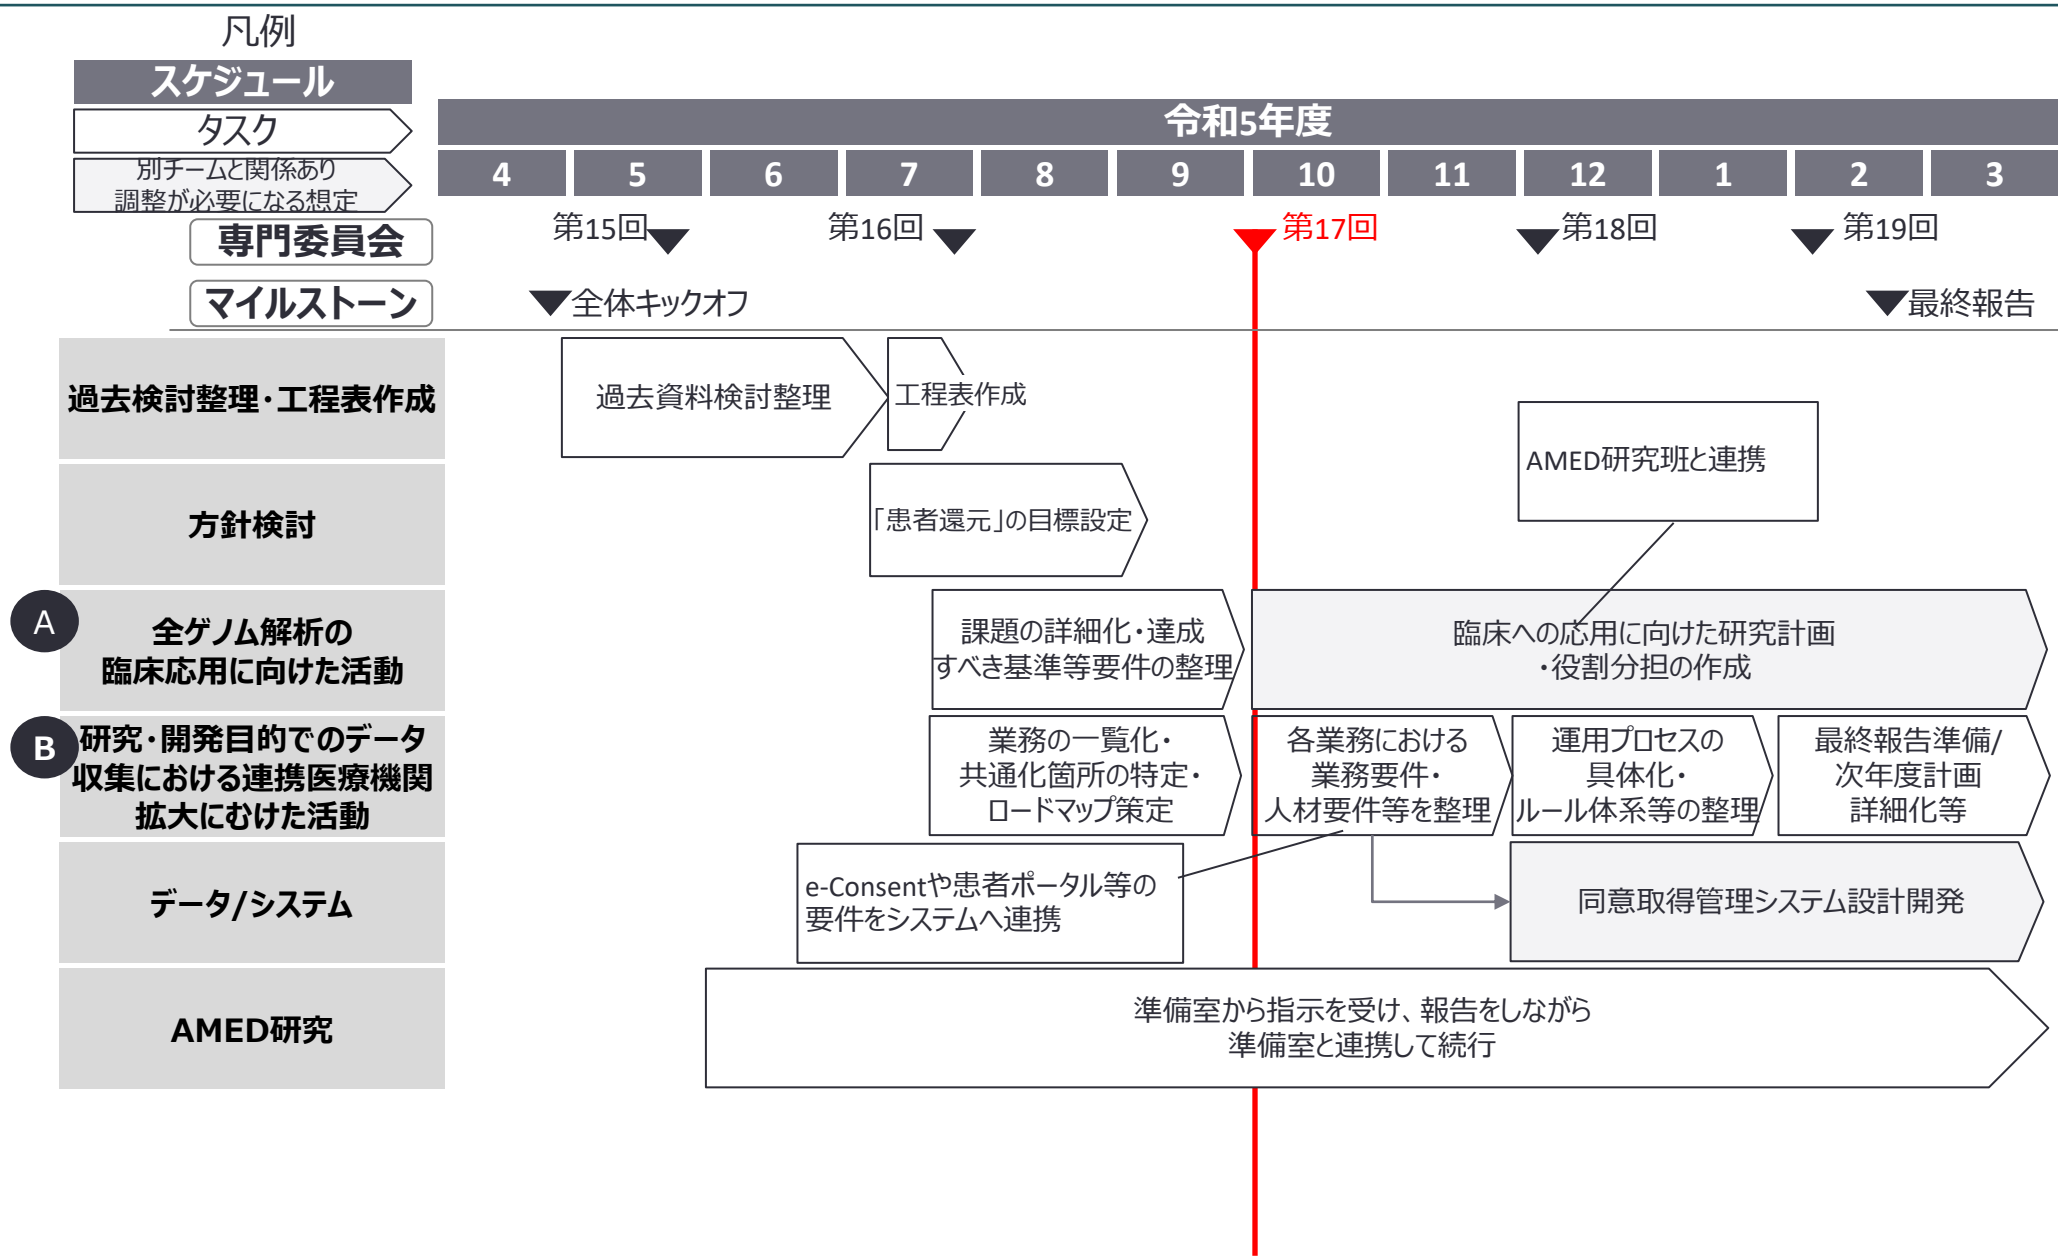 凡例
スケジュール
タスク
別チームと関係あり
調整が必要になる想定
令和5年度
4 5 6 7 8 9 10 11 12 1 2 3
専門委員会
第15回 第16回 第17回 第18回 第19回
マイルストーン
全体キックオフ 最終報告
過去検討整理・工程表作成
過去資料検討整理
工程表作成
AMED研究班と連携
方針検討
「患者還元」の目標設定
A
全ゲノム解析の
臨床応用に向けた活動
課題の詳細化・達成
すべき基準等要件の整理
臨床への応用に向けた研究計画
・役割分担の作成
B
研究・開発目的でのデータ
収集における連携医療機関
拡大にむけた活動
業務の一覧化・
共通化箇所の特定・
ロードマップ策定
各業務における
業務要件・
人材要件等を整理
運用プロセスの
具体化・
ルール体系等の整理
最終報告準備/
次年度計画
詳細化等
データ/システム
e-Consentや患者ポータル等の
要件をシステムへ連携
同意取得管理システム設計開発
AMED研究
準備室から指示を受け、報告をしながら
準備室と連携して続行